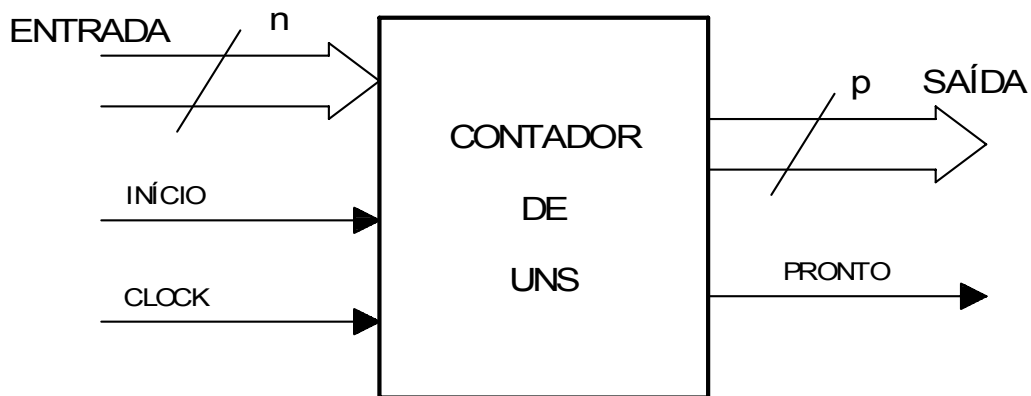 ENTRADA
n
INÍCIO
CLOCK
CONTADOR
DE
UNS
p
SAÍDA
PRONTO